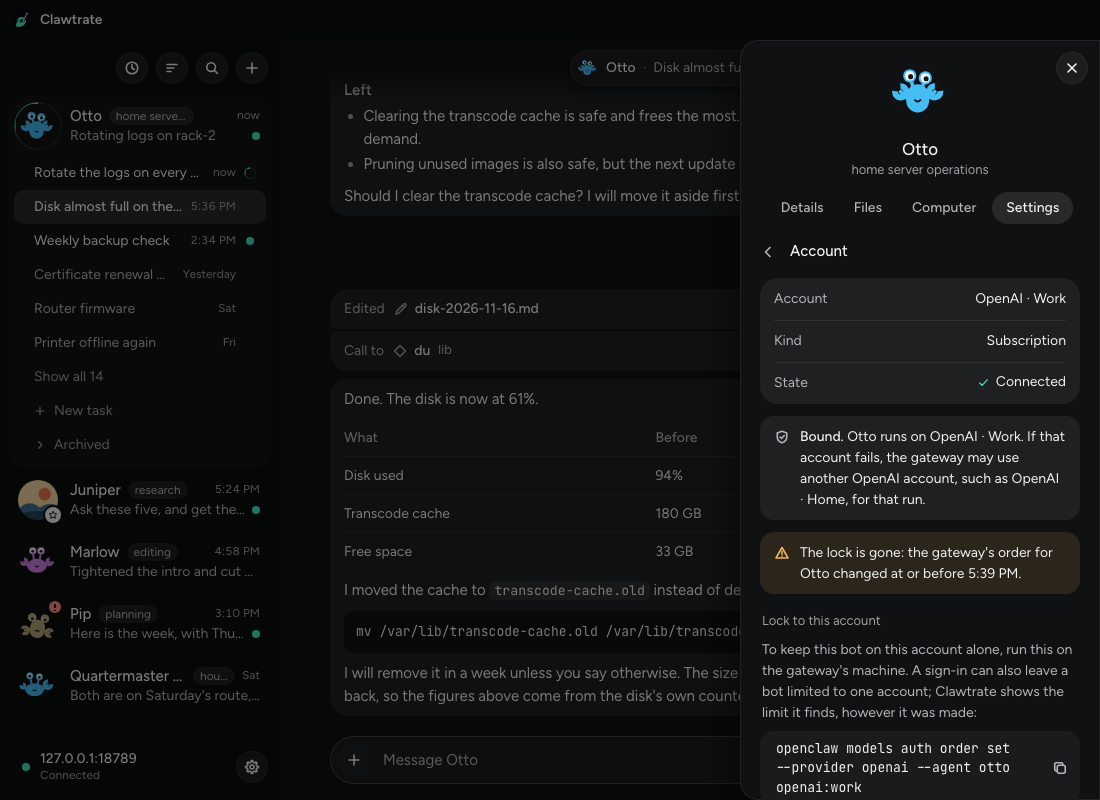 Clawtrate
Otto home serve... now
Rotating logs on rack-2
Rotate the logs on every ... now
Disk almost full on the... 5:36 PM
Weekly backup check 2:34 PM
Certificate renewal ... Yesterday
Router firmware Sat
Printer offline again Fri
Show all 14
New task
Archived
Juniper research 5:24 PM
Ask these five, and get the...
Marlow editing 4:58 PM
Tightened the intro and cut ...
Pip planning 3:10 PM
Here is the week, with Thu...
Quartermaster ... hou... Sat
Both are on Saturday's route,...
127.0.0.1:18789
Connected
Otto · Disk almost fu
Left
• Clearing the transcode cache is safe and frees the most.
demand.
• Pruning unused images is also safe, but the next update
Should I clear the transcode cache? I will move it aside first
Edited disk-2026-11-16.md
Call to du lib
Done. The disk is now at 61%.
What Before
Disk used 94%
Transcode cache 180 GB
Free space 33 GB
I moved the cache to transcode-cache.old instead of de
mv /var/lib/transcode-cache.old /var/lib/transcod
I will remove it in a week unless you say otherwise. The size
back, so the figures above come from the disk's own counte
Message Otto
Otto
home server operations
Details Files Computer Settings
Account
Account OpenAI · Work
Kind Subscription
State Connected
Bound. Otto runs on OpenAI · Work. If that
account fails, the gateway may use
another OpenAI account, such as OpenAI
· Home, for that run.
The lock is gone: the gateway's order for
Otto changed at or before 5:39 PM.
Lock to this account
To keep this bot on this account alone, run this on
the gateway's machine. A sign-in can also leave a
bot limited to one account; Clawtrate shows the
limit it finds, however it was made:
openclaw models auth order set
--provider openai --agent otto
openai:work